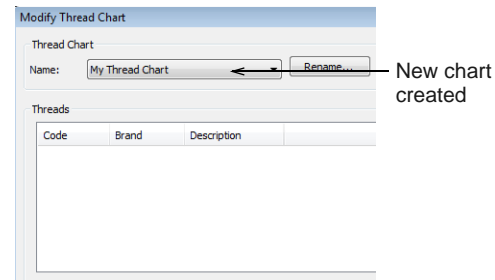 Modify Thread Chart
Thread Chart
Name: My Thread Chart Rename...
New chart
created
Threads
Code Brand Description